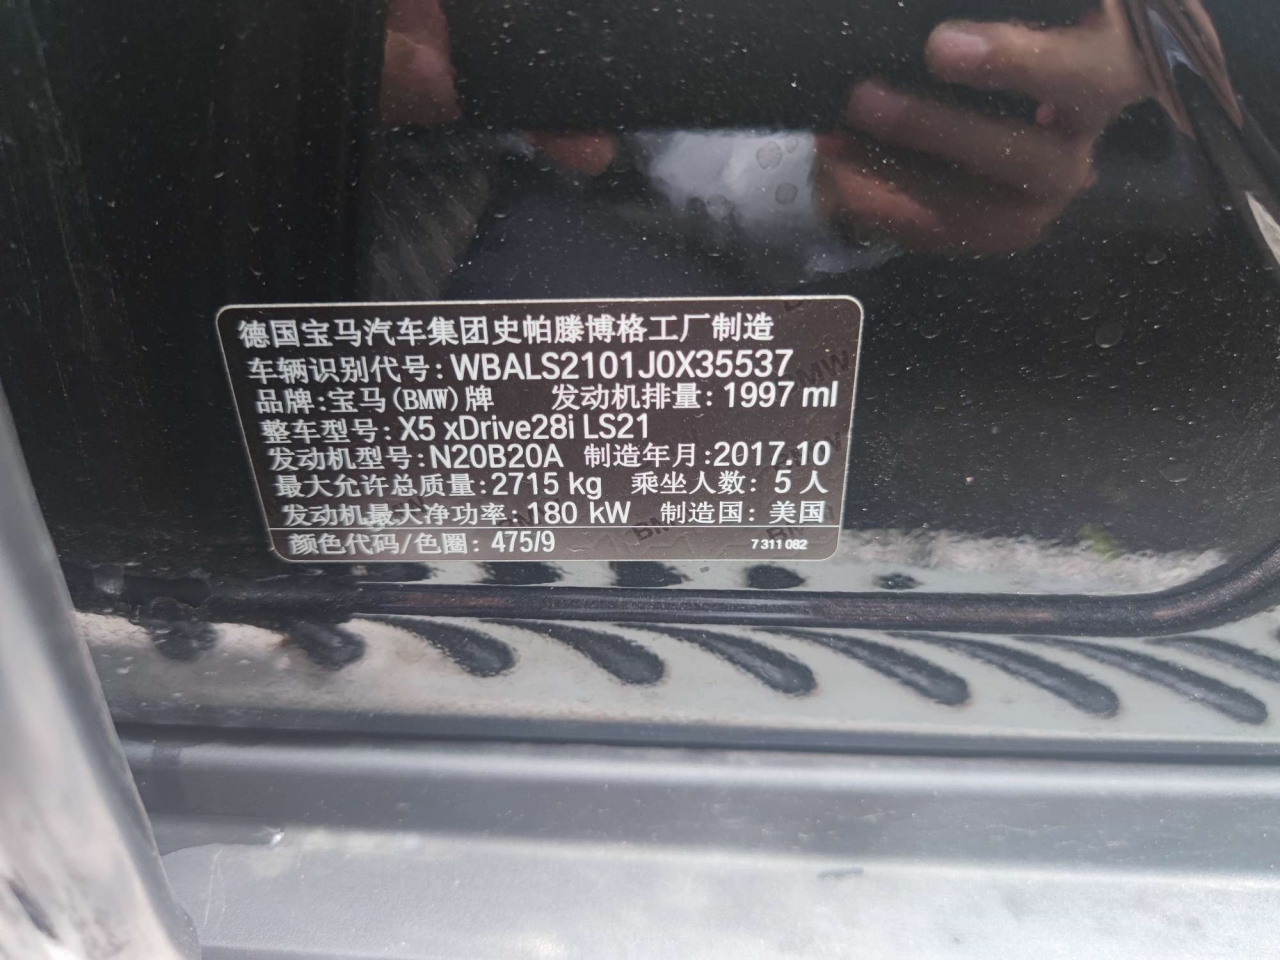 德国宝马汽车集团史帕滕博格工厂制造
车辆识别代号:WBALS2101J0X35537
品牌:宝马(BMW)牌 发动机排量:1997 ml
整车型号:X5 xDrive28i LS21
发动机型号:N20B20A 制造年月:2017.10
最大允许总质量:2715 kg 乘坐人数:5人
发动机最大净功率:180 kW 制造国:美国
颜色代码/色圈: 475/9 7 311 082